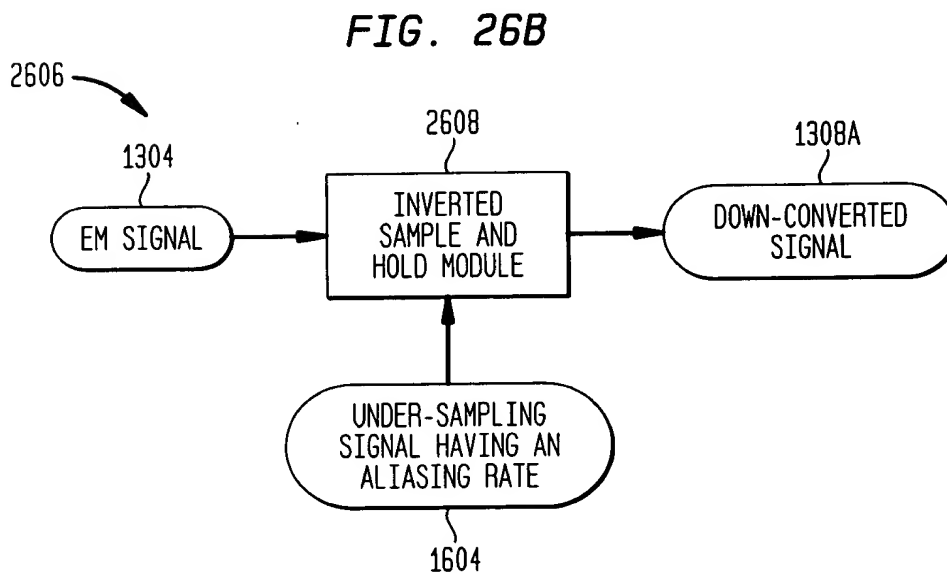 FIG. 26B
2606
1304
2608
1308A
EM SIGNAL
INVERTED
SAMPLE AND
HOLD MODULE
DOWN-CONVERTED
SIGNAL
UNDER-SAMPLING
SIGNAL HAVING AN
ALIASING RATE
1604